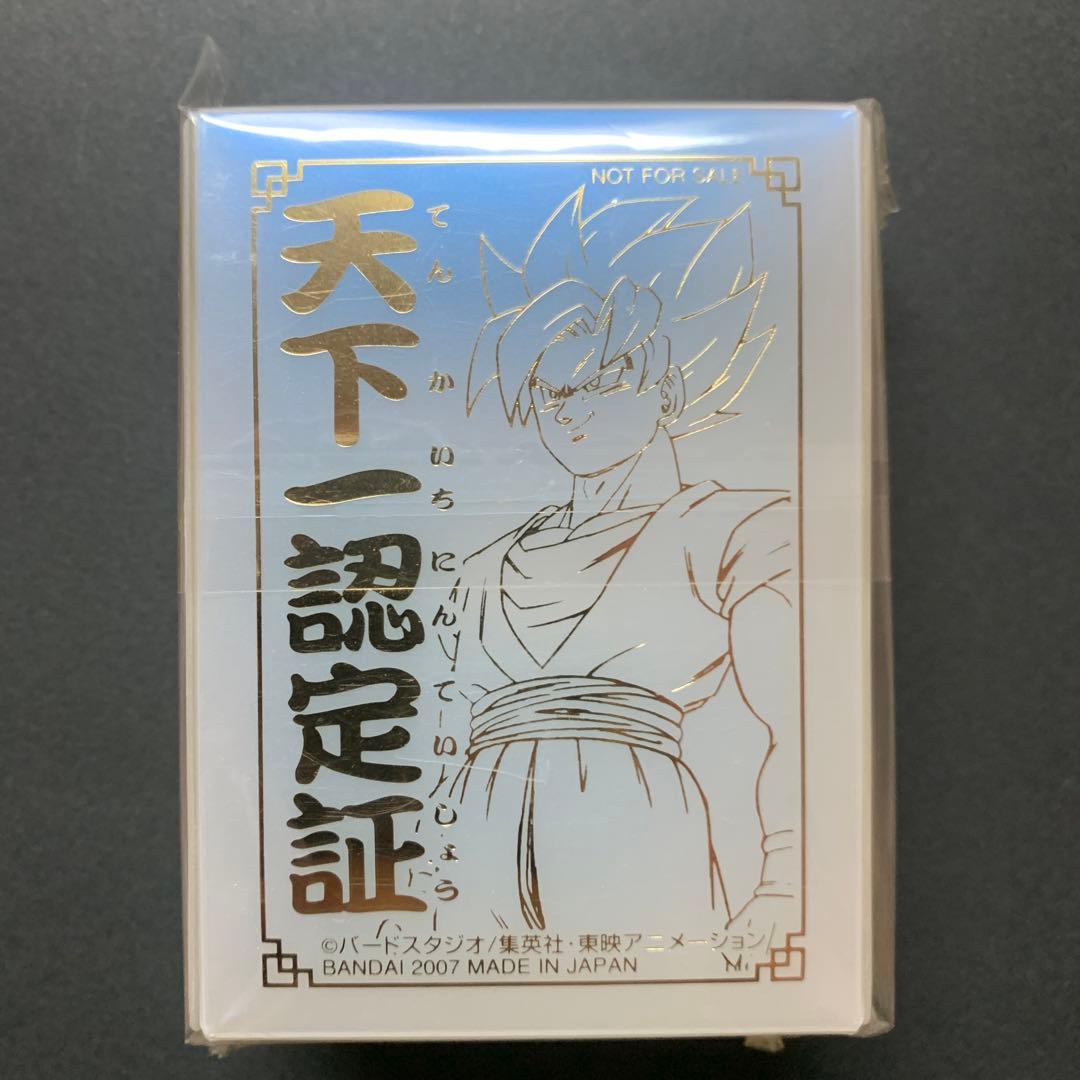 NOT FOR SALE
天下一認定証
てんかいちにんていしょう
©バードスタジオ/集英社・東映アニメーション
BANDAI 2007 MADE IN JAPAN